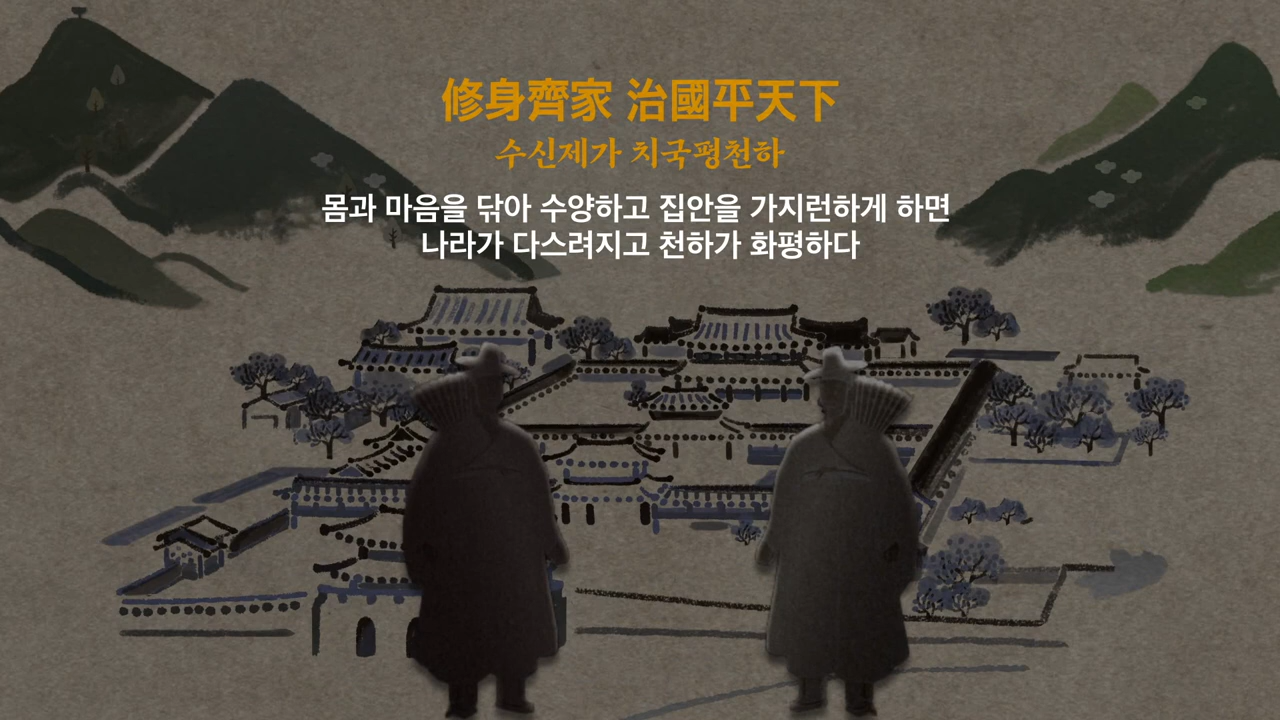 修身齊家 治國平天下
수신제가 치국평천하
몸과 마음을 닦아 수양하고 집안을 가지런하게 하면
나라가 다스려지고 천하가 화평하다